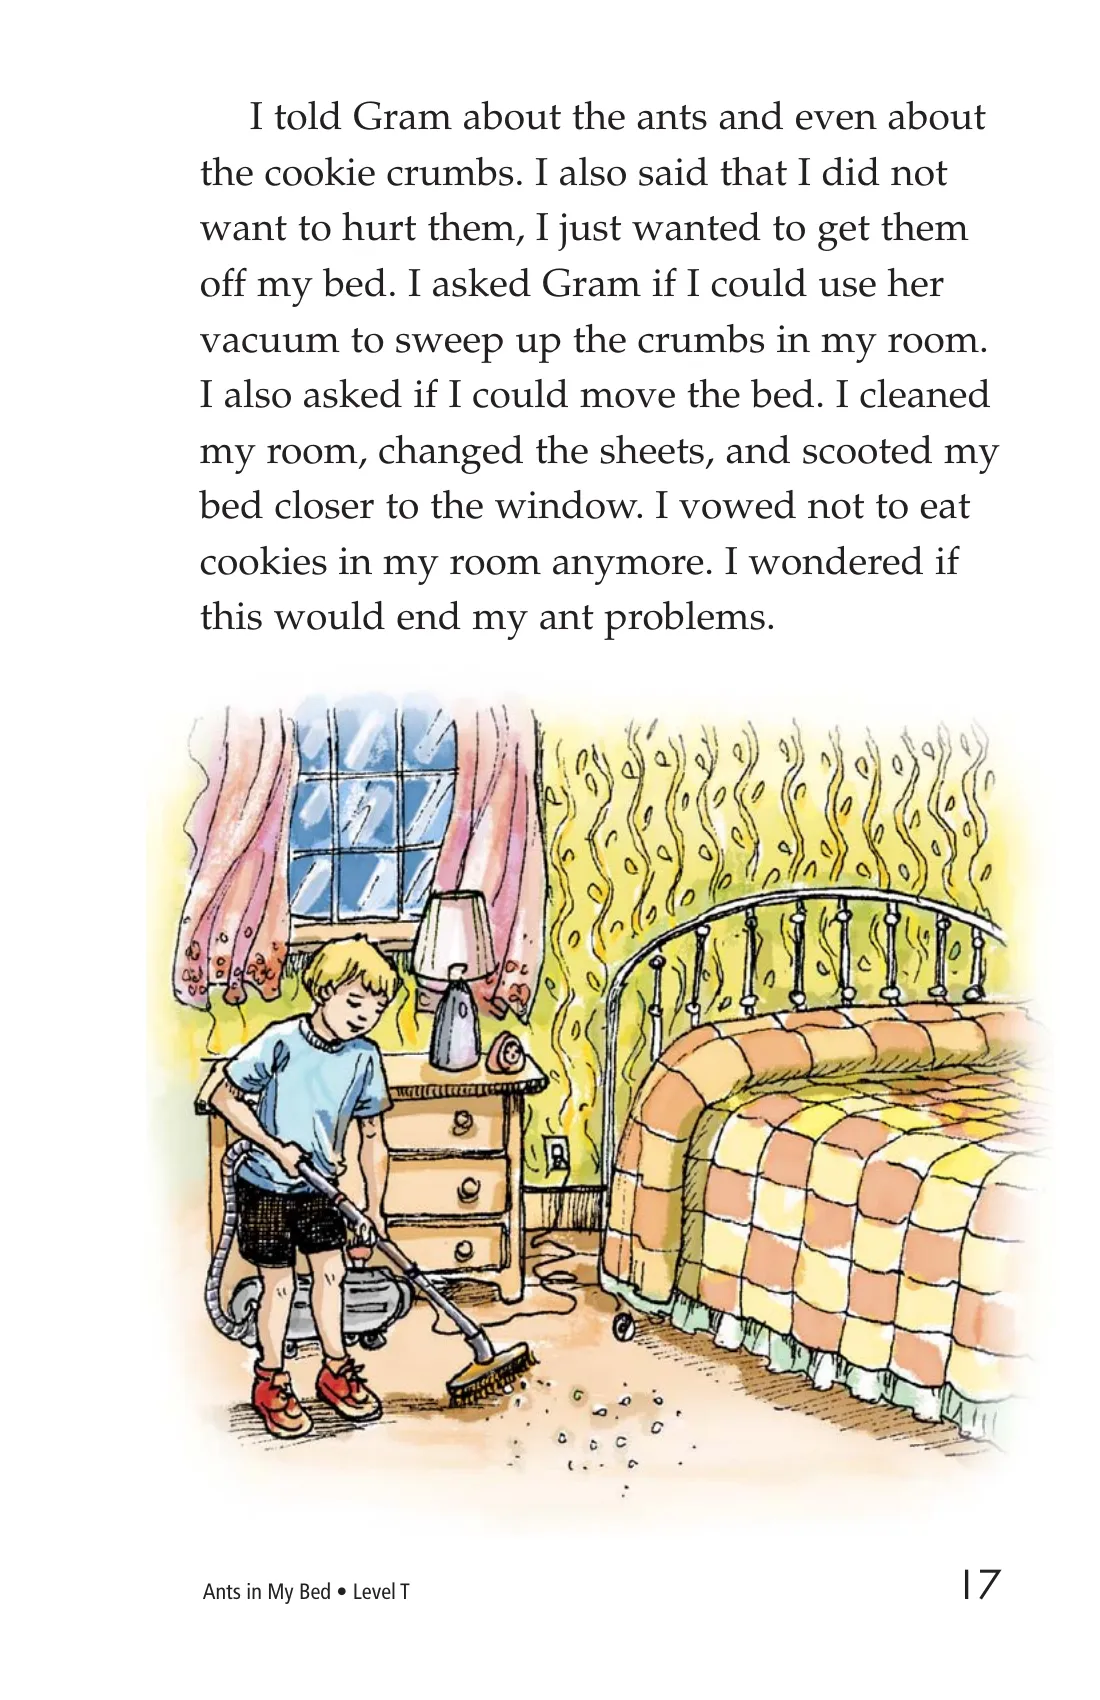 I told Gram about the ants and even about
the cookie crumbs. I also said that I did not
want to hurt them, I just wanted to get them
off my bed. I asked Gram if I could use her
vacuum to sweep up the crumbs in my room.
I also asked if I could move the bed. I cleaned
my room, changed the sheets, and scooted my
bed closer to the window. I vowed not to eat
cookies in my room anymore. I wondered if
this would end my ant problems.
Ants in My Bed • Level T
17